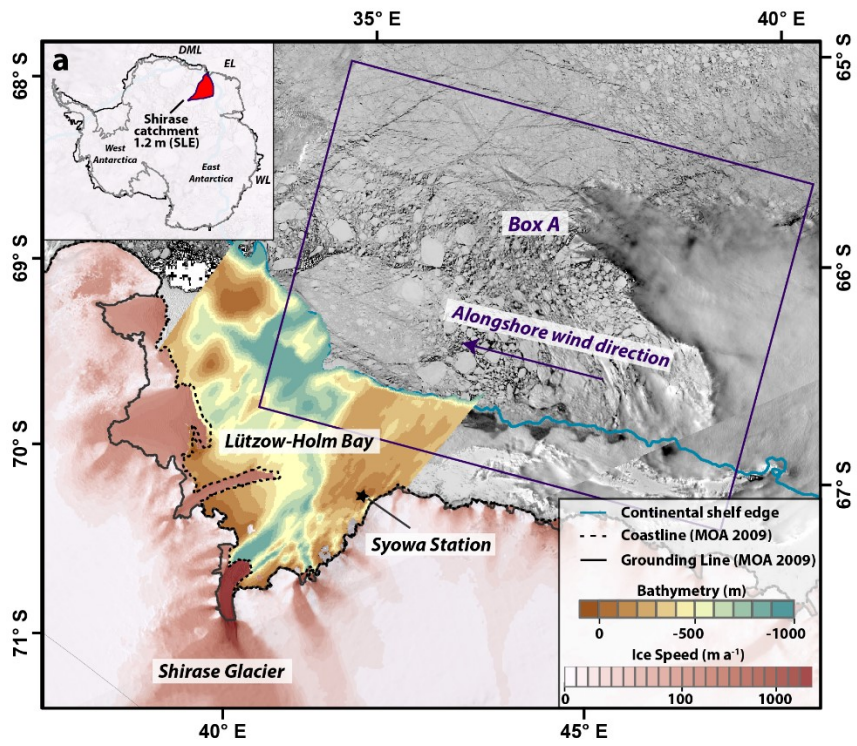 35° E
40° E
a
DML
EL
Shirase
catchment
1.2 m (SLE)
West
Antarctica
East
Antarctica
WL
68° S
65° S
69° S
66° S
70° S
67° S
71° S
Box A
Alongshore wind direction
Lützow-Holm Bay
Syowa Station
Shirase Glacier
Continental shelf edge
Coastline (MOA 2009)
Grounding Line (MOA 2009)
Bathymetry (m)
0 -500 -1000
Ice Speed (m a⁻¹)
0 100 1000
40° E
45° E